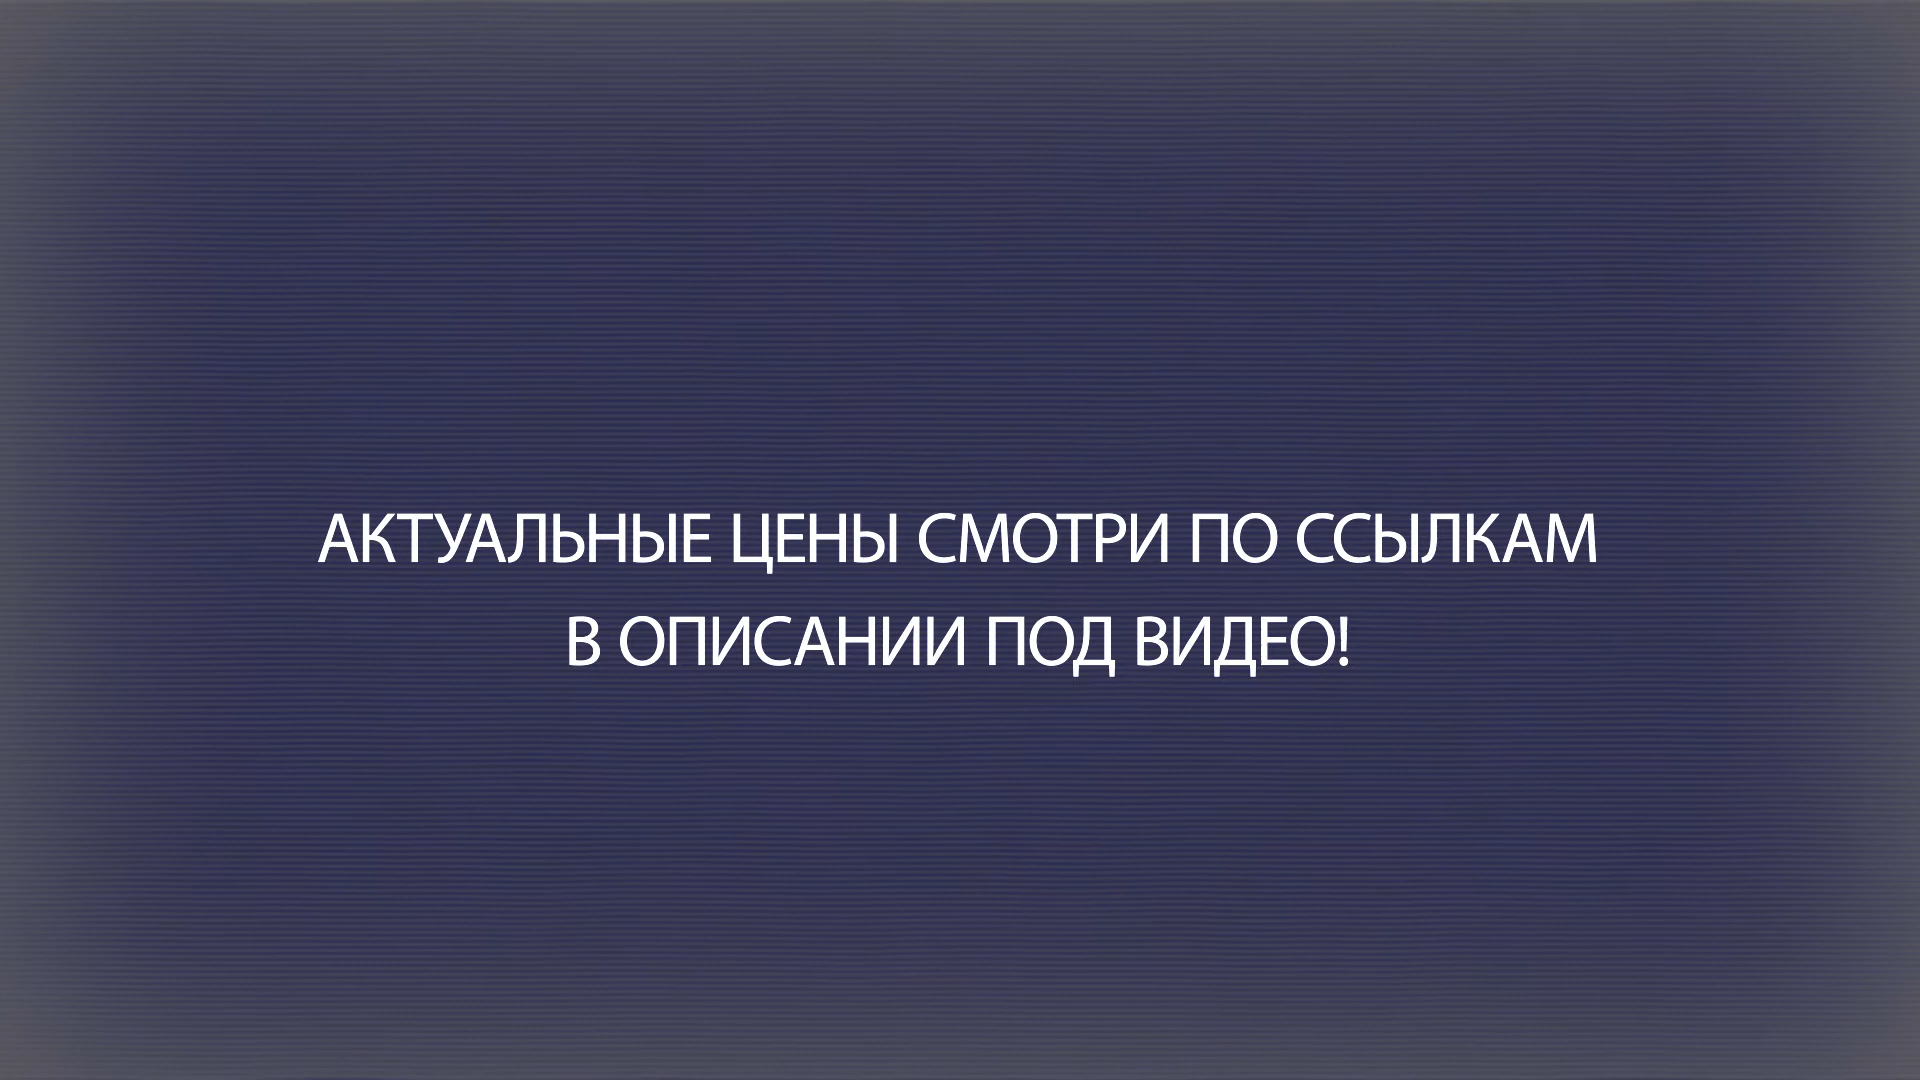 АКТУАЛЬНЫЕ ЦЕНЫ СМОТРИ ПО ССЫЛКАМ
В ОПИСАНИИ ПОД ВИДЕО!